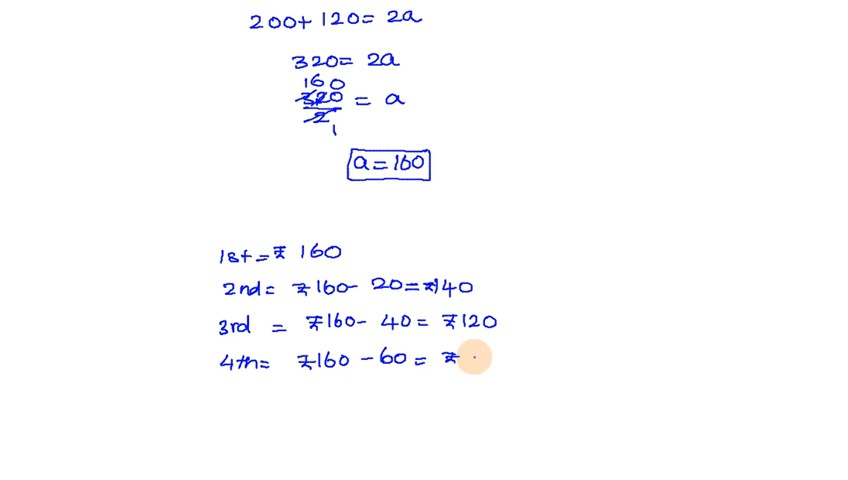 200+ 120= 2a
320= 2a
160
320/2 = a
1
a=160
1st = ₹ 160
2nd = ₹160- 20=₹140
3rd = ₹160- 40= ₹120
4th= ₹160 -60 = ₹